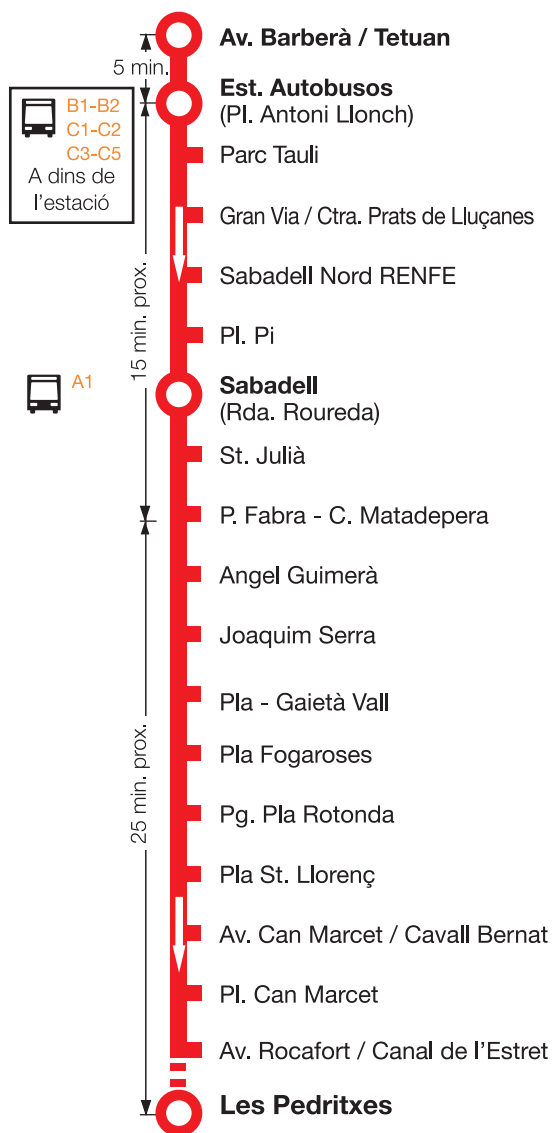 Av. Barberà / Tetuan
5 min.
Est. Autobusos
(Pl. Antoni Llonch)
B1-B2
C1-C2
C3-C5
A dins de
l'estació
Parc Tauli
Gran Via / Ctra. Prats de Lluçanes
Sabadell Nord RENFE
15 min. prox.
Pl. Pi
A1
Sabadell
(Rda. Roureda)
St. Julià
P. Fabra - C. Matadepera
Angel Guimerà
Joaquim Serra
Pla - Gaietà Vall
Pla Fogaroses
25 min. prox.
Pg. Pla Rotonda
Pla St. Llorenç
Av. Can Marcet / Cavall Bernat
Pl. Can Marcet
Av. Rocafort / Canal de l'Estret
Les Pedritxes